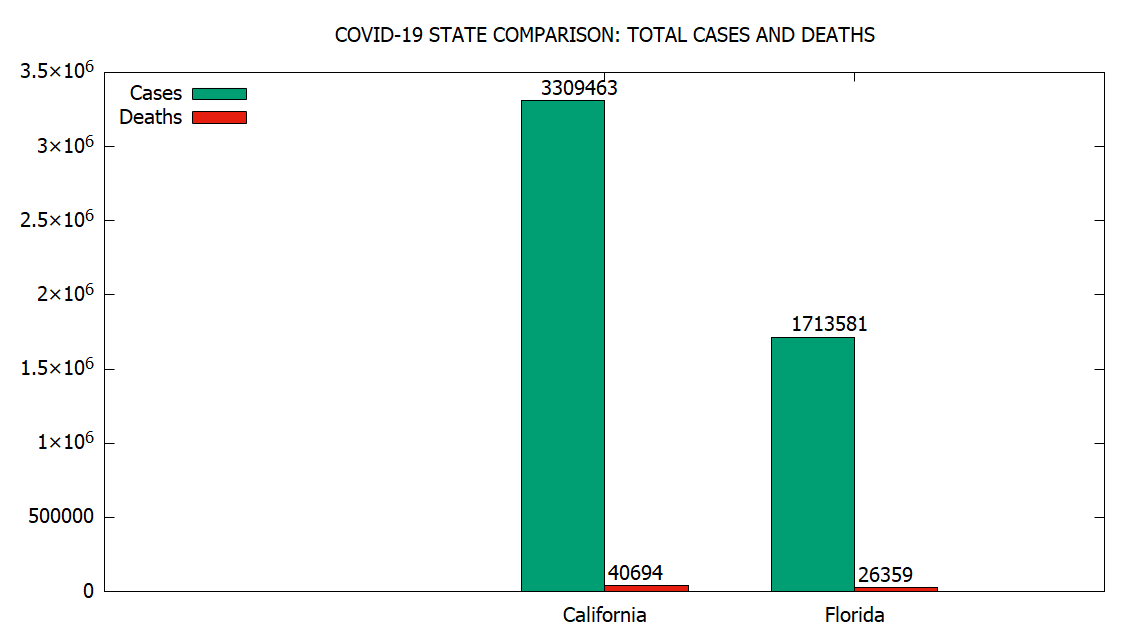 COVID-19 STATE COMPARISON: TOTAL CASES AND DEATHS
3.5×10⁶
Cases
3309463
Deaths
3×10⁶
2.5×10⁶
2×10⁶
1713581
1.5×10⁶
1×10⁶
500000
40694
26359
0
California
Florida